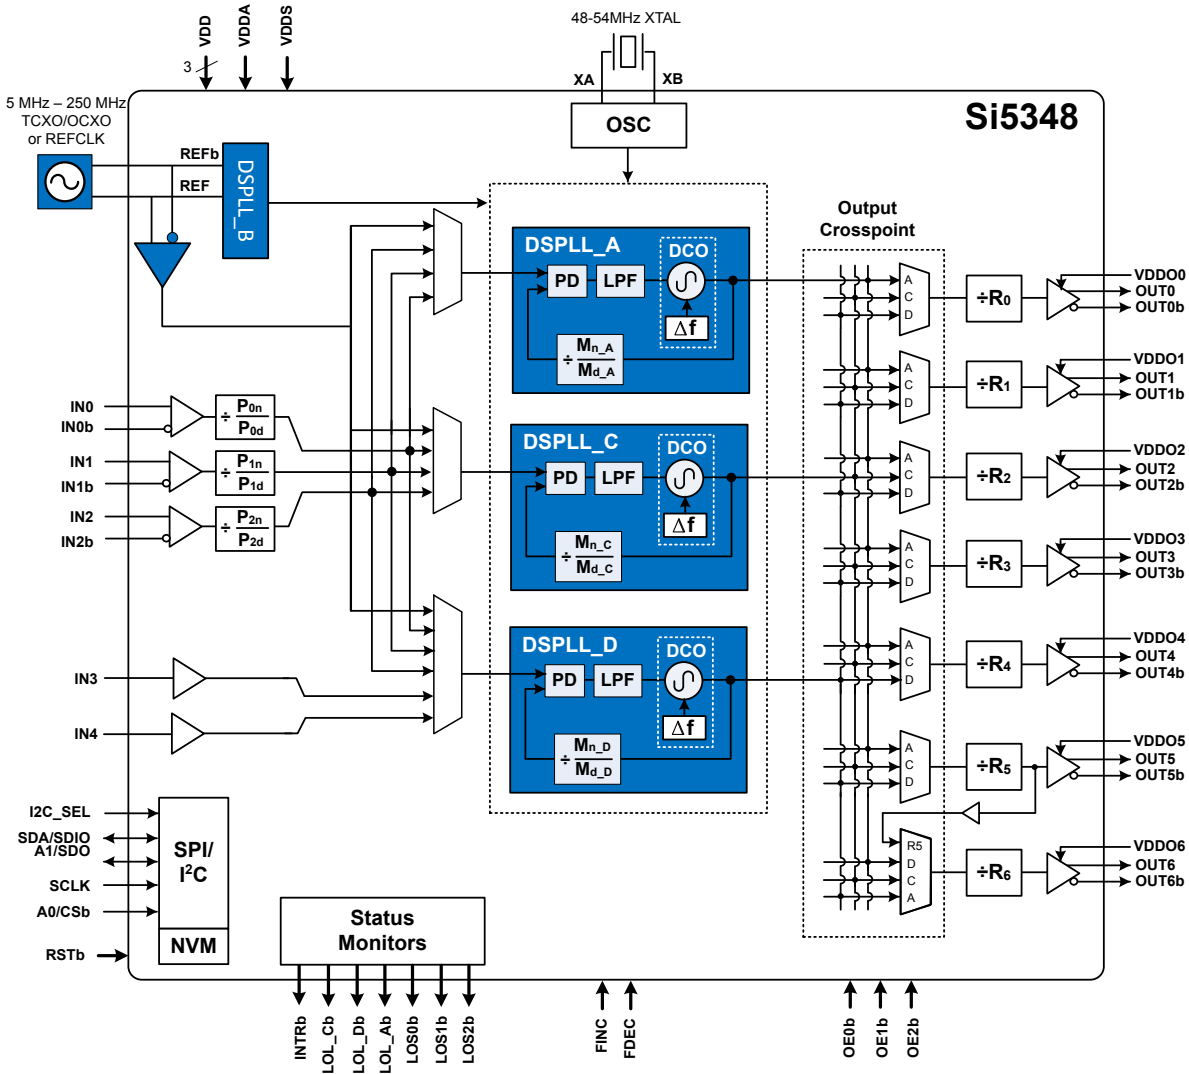 48-54MHz XTAL
XA
XB
OSC
Si5348
VDD
VDDA
VDDS
3
5 MHz – 250 MHz
TCXO/OCXO
or REFCLK
REFb
REF
DSPLL_B
DSPLL_A
DCO
PD
LPF
Δf
÷ Mn_A
Md_A
DSPLL_C
DCO
PD
LPF
Δf
÷ Mn_C
Md_C
DSPLL_D
DCO
PD
LPF
Δf
÷ Mn_D
Md_D
IN0
IN0b
÷ P0n
P0d
IN1
IN1b
÷ P1n
P1d
IN2
IN2b
÷ P2n
P2d
IN3
IN4
Output
Crosspoint
A
C
D
÷R0
VDDO0
OUT0
OUT0b
A
C
D
÷R1
VDDO1
OUT1
OUT1b
A
C
D
÷R2
VDDO2
OUT2
OUT2b
A
C
D
÷R3
VDDO3
OUT3
OUT3b
A
C
D
÷R4
VDDO4
OUT4
OUT4b
A
C
D
÷R5
VDDO5
OUT5
OUT5b
R5
D
C
A
÷R6
VDDO6
OUT6
OUT6b
I2C_SEL
SDA/SDIO
A1/SDO
SCLK
A0/CSb
RSTb
SPI/
I2C
NVM
Status
Monitors
INTRb
LOL_Cb
LOL_Db
LOL_Ab
LOS0b
LOS1b
LOS2b
FINC
FDEC
OE0b
OE1b
OE2b